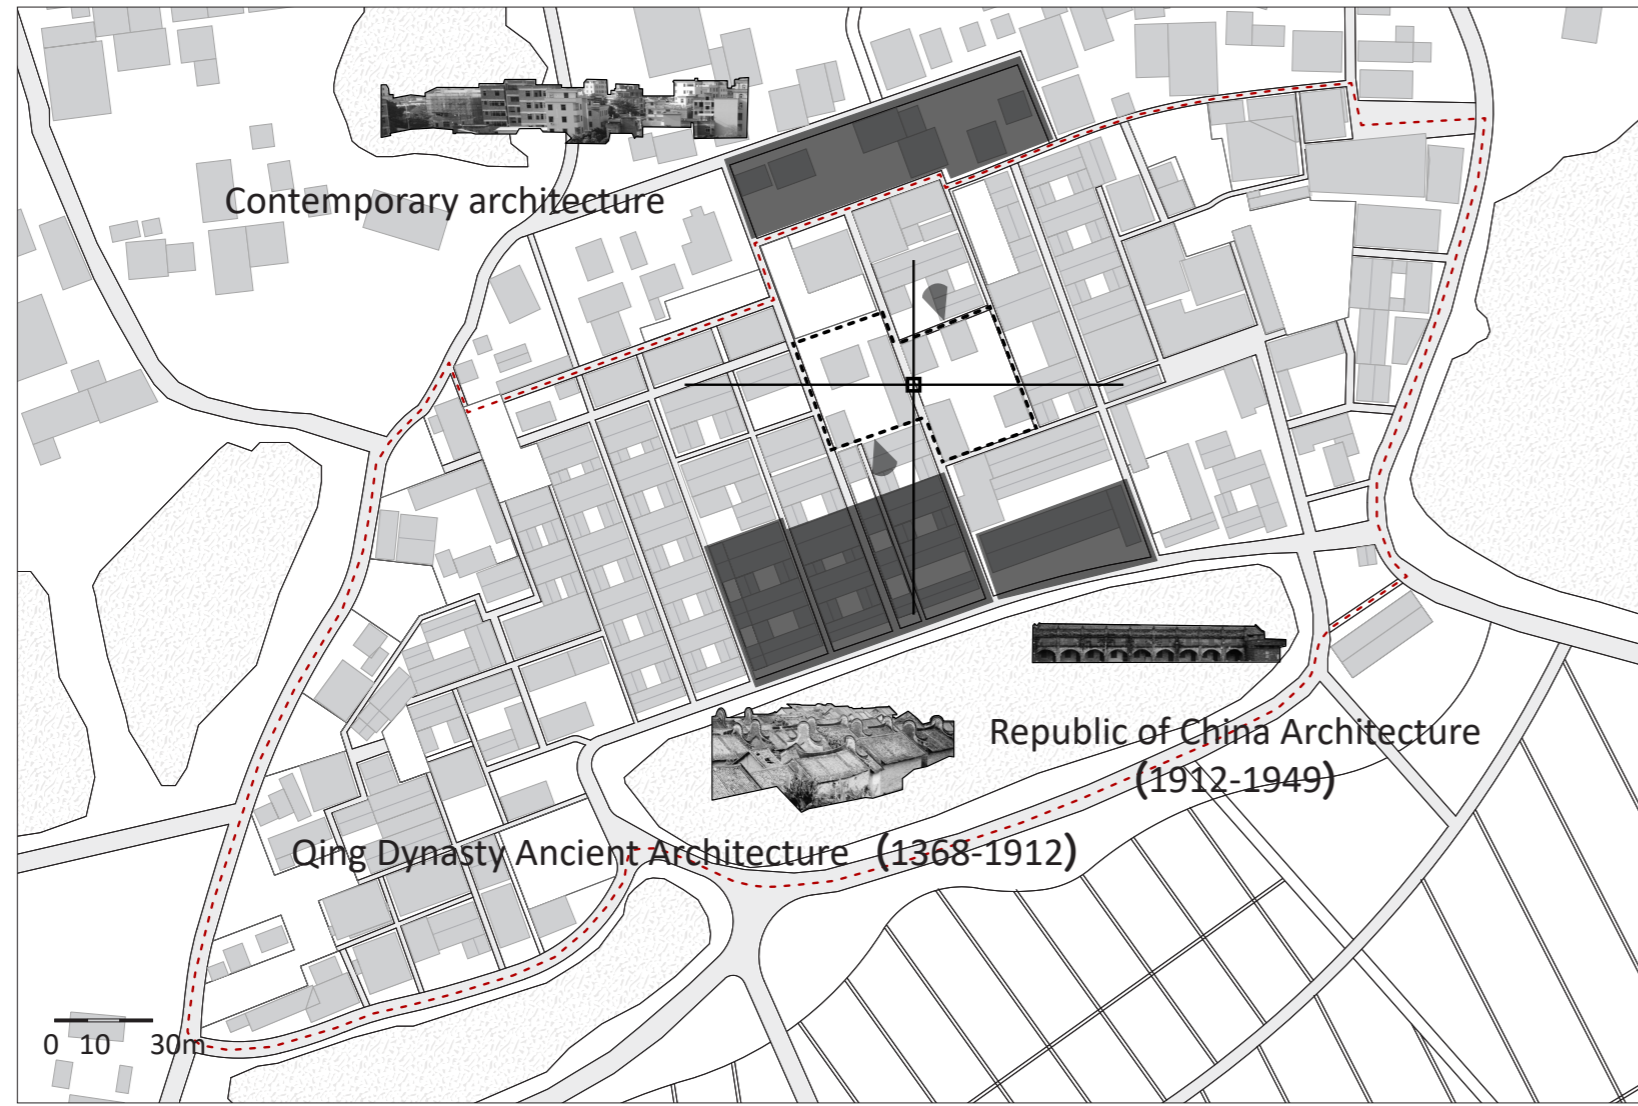 Contemporary architecture
Republic of China Architecture
(1912-1949)
Qing Dynasty Ancient Architecture (1368-1912)
0 10 30m